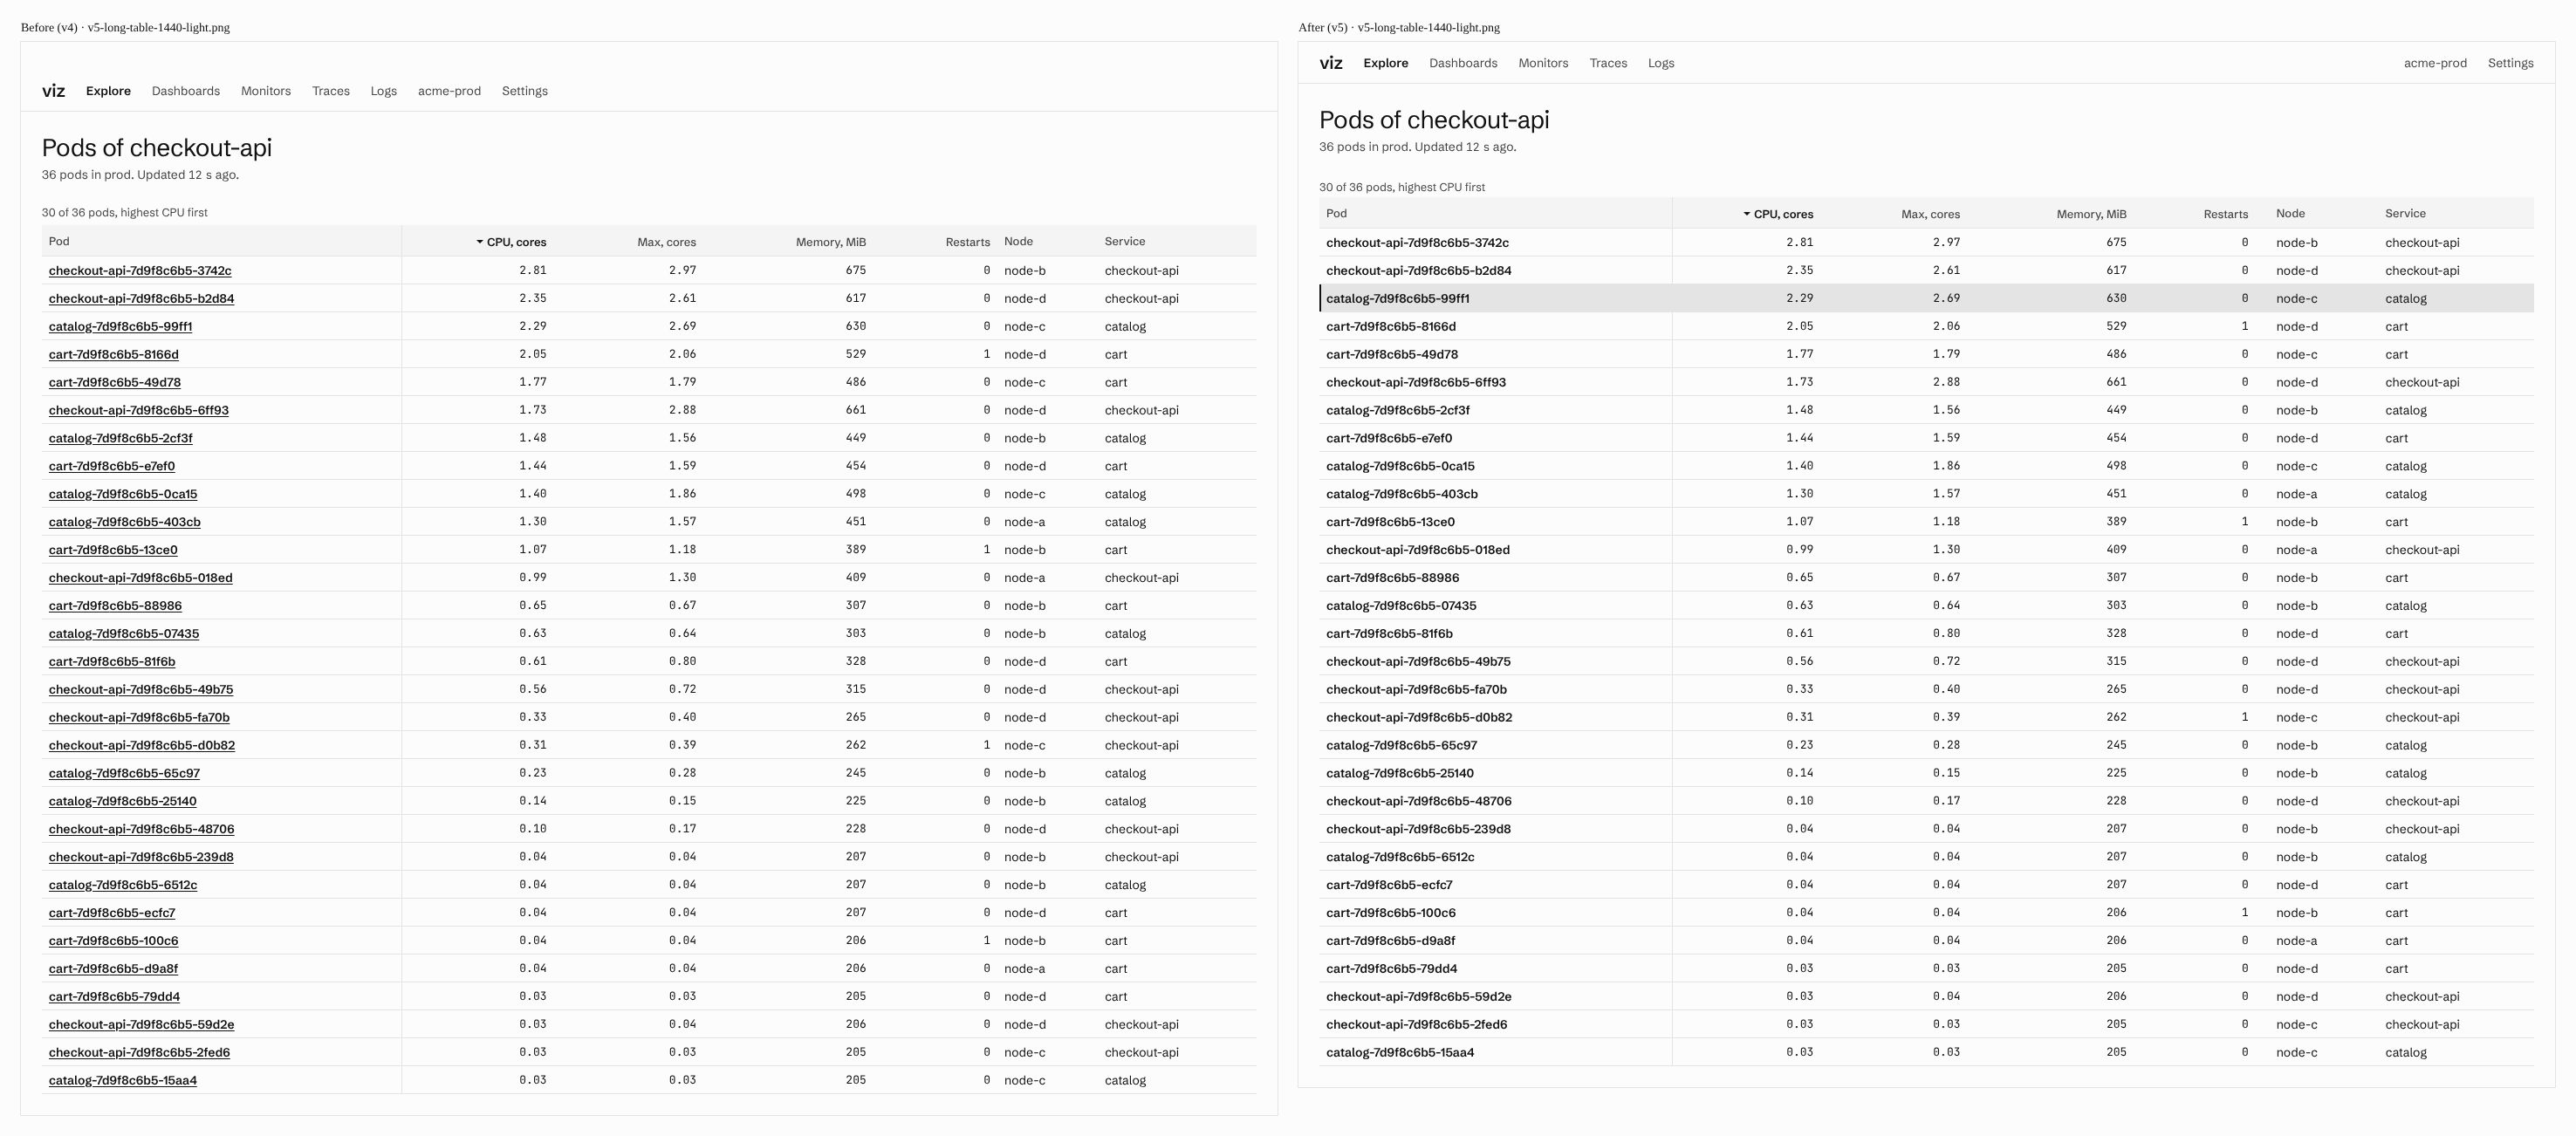 Before (v4) · v5-long-table-1440-light.png
viz Explore Dashboards Monitors Traces Logs acme-prod Settings
Pods of checkout-api
36 pods in prod. Updated 12 s ago.
30 of 36 pods, highest CPU first
Pod CPU, cores Max, cores Memory, MiB Restarts Node Service
checkout-api-7d9f8c6b5-3742c 2.81 2.97 675 0 node-b checkout-api
checkout-api-7d9f8c6b5-b2d84 2.35 2.61 617 0 node-d checkout-api
catalog-7d9f8c6b5-99ff1 2.29 2.69 630 0 node-c catalog
cart-7d9f8c6b5-8166d 2.05 2.06 529 1 node-d cart
cart-7d9f8c6b5-49d78 1.77 1.79 486 0 node-c cart
checkout-api-7d9f8c6b5-6ff93 1.73 2.88 661 0 node-d checkout-api
catalog-7d9f8c6b5-2cf3f 1.48 1.56 449 0 node-b catalog
cart-7d9f8c6b5-e7ef0 1.44 1.59 454 0 node-d cart
catalog-7d9f8c6b5-0ca15 1.40 1.86 498 0 node-c catalog
catalog-7d9f8c6b5-403cb 1.30 1.57 451 0 node-a catalog
cart-7d9f8c6b5-13ce0 1.07 1.18 389 1 node-b cart
checkout-api-7d9f8c6b5-018ed 0.99 1.30 409 0 node-a checkout-api
cart-7d9f8c6b5-88986 0.65 0.67 307 0 node-b cart
catalog-7d9f8c6b5-07435 0.63 0.64 303 0 node-b catalog
cart-7d9f8c6b5-81f6b 0.61 0.80 328 0 node-d cart
checkout-api-7d9f8c6b5-49b75 0.56 0.72 315 0 node-d checkout-api
checkout-api-7d9f8c6b5-fa70b 0.33 0.40 265 0 node-d checkout-api
checkout-api-7d9f8c6b5-d0b82 0.31 0.39 262 1 node-c checkout-api
catalog-7d9f8c6b5-65c97 0.23 0.28 245 0 node-b catalog
catalog-7d9f8c6b5-25140 0.14 0.15 225 0 node-b catalog
checkout-api-7d9f8c6b5-48706 0.10 0.17 228 0 node-d checkout-api
checkout-api-7d9f8c6b5-239d8 0.04 0.04 207 0 node-b checkout-api
catalog-7d9f8c6b5-6512c 0.04 0.04 207 0 node-b catalog
cart-7d9f8c6b5-ecfc7 0.04 0.04 207 0 node-d cart
cart-7d9f8c6b5-100c6 0.04 0.04 206 1 node-b cart
cart-7d9f8c6b5-d9a8f 0.04 0.04 206 0 node-a cart
cart-7d9f8c6b5-79dd4 0.03 0.03 205 0 node-d cart
checkout-api-7d9f8c6b5-59d2e 0.03 0.04 206 0 node-d checkout-api
checkout-api-7d9f8c6b5-2fed6 0.03 0.03 205 0 node-c checkout-api
catalog-7d9f8c6b5-15aa4 0.03 0.03 205 0 node-c catalog
After (v5) · v5-long-table-1440-light.png
viz Explore Dashboards Monitors Traces Logs acme-prod Settings
Pods of checkout-api
36 pods in prod. Updated 12 s ago.
30 of 36 pods, highest CPU first
Pod CPU, cores Max, cores Memory, MiB Restarts Node Service
checkout-api-7d9f8c6b5-3742c 2.81 2.97 675 0 node-b checkout-api
checkout-api-7d9f8c6b5-b2d84 2.35 2.61 617 0 node-d checkout-api
catalog-7d9f8c6b5-99ff1 2.29 2.69 630 0 node-c catalog
cart-7d9f8c6b5-8166d 2.05 2.06 529 1 node-d cart
cart-7d9f8c6b5-49d78 1.77 1.79 486 0 node-c cart
checkout-api-7d9f8c6b5-6ff93 1.73 2.88 661 0 node-d checkout-api
catalog-7d9f8c6b5-2cf3f 1.48 1.56 449 0 node-b catalog
cart-7d9f8c6b5-e7ef0 1.44 1.59 454 0 node-d cart
catalog-7d9f8c6b5-0ca15 1.40 1.86 498 0 node-c catalog
catalog-7d9f8c6b5-403cb 1.30 1.57 451 0 node-a catalog
cart-7d9f8c6b5-13ce0 1.07 1.18 389 1 node-b cart
checkout-api-7d9f8c6b5-018ed 0.99 1.30 409 0 node-a checkout-api
cart-7d9f8c6b5-88986 0.65 0.67 307 0 node-b cart
catalog-7d9f8c6b5-07435 0.63 0.64 303 0 node-b catalog
cart-7d9f8c6b5-81f6b 0.61 0.80 328 0 node-d cart
checkout-api-7d9f8c6b5-49b75 0.56 0.72 315 0 node-d checkout-api
checkout-api-7d9f8c6b5-fa70b 0.33 0.40 265 0 node-d checkout-api
checkout-api-7d9f8c6b5-d0b82 0.31 0.39 262 1 node-c checkout-api
catalog-7d9f8c6b5-65c97 0.23 0.28 245 0 node-b catalog
catalog-7d9f8c6b5-25140 0.14 0.15 225 0 node-b catalog
checkout-api-7d9f8c6b5-48706 0.10 0.17 228 0 node-d checkout-api
checkout-api-7d9f8c6b5-239d8 0.04 0.04 207 0 node-b checkout-api
catalog-7d9f8c6b5-6512c 0.04 0.04 207 0 node-b catalog
cart-7d9f8c6b5-ecfc7 0.04 0.04 207 0 node-d cart
cart-7d9f8c6b5-100c6 0.04 0.04 206 1 node-b cart
cart-7d9f8c6b5-d9a8f 0.04 0.04 206 0 node-a cart
cart-7d9f8c6b5-79dd4 0.03 0.03 205 0 node-d cart
checkout-api-7d9f8c6b5-59d2e 0.03 0.04 206 0 node-d checkout-api
checkout-api-7d9f8c6b5-2fed6 0.03 0.03 205 0 node-c checkout-api
catalog-7d9f8c6b5-15aa4 0.03 0.03 205 0 node-c catalog